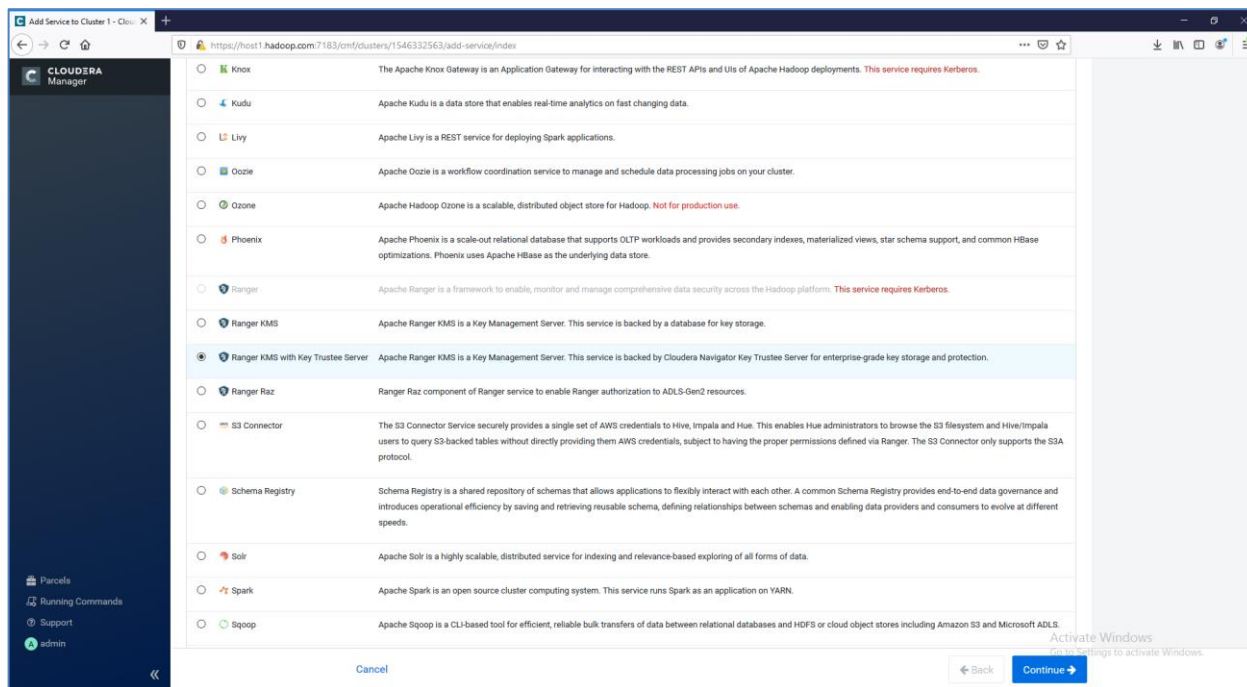 Add Service to Cluster 1 - Clou
https://host1.hadoop.com:7183/cmf/clusters/1546332563/add-service/index
CLOUDERA
Manager
Knox The Apache Knox Gateway is an Application Gateway for interacting with the REST APIs and UIs of Apache Hadoop deployments. This service requires Kerberos.
Kudu Apache Kudu is a data store that enables real-time analytics on fast changing data.
Livy Apache Livy is a REST service for deploying Spark applications.
Oozie Apache Oozie is a workflow coordination service to manage and schedule data processing jobs on your cluster.
Ozone Apache Hadoop Ozone is a scalable, distributed object store for Hadoop. Not for production use.
Phoenix Apache Phoenix is a scale-out relational database that supports OLTP workloads and provides secondary indexes, materialized views, star schema support, and common HBase
optimizations. Phoenix uses Apache HBase as the underlying data store.
Ranger Apache Ranger is a framework to enable, monitor and manage comprehensive data security across the Hadoop platform. This service requires Kerberos.
Ranger KMS Apache Ranger KMS is a Key Management Server. This service is backed by a database for key storage.
Ranger KMS with Key Trustee Server Apache Ranger KMS is a Key Management Server. This service is backed by Cloudera Navigator Key Trustee Server for enterprise-grade key storage and protection.
Ranger Raz Ranger Raz component of Ranger service to enable Ranger authorization to ADLS-Gen2 resources.
S3 Connector The S3 Connector Service securely provides a single set of AWS credentials to Hive, Impala and Hue. This enables Hue administrators to browse the S3 filesystem and Hive/Impala
users to query S3-backed tables without directly providing them AWS credentials, subject to having the proper permissions defined via Ranger. The S3 Connector only supports the S3A
protocol.
Schema Registry Schema Registry is a shared repository of schemas that allows applications to flexibly interact with each other. A common Schema Registry provides end-to-end data governance and
introduces operational efficiency by saving and retrieving reusable schema, defining relationships between schemas and enabling data providers and consumers to evolve at different
speeds.
Solr Apache Solr is a highly scalable, distributed service for indexing and relevance-based exploring of all forms of data.
Spark Apache Spark is an open source cluster computing system. This service runs Spark as an application on YARN.
Sqoop Apache Sqoop is a CLI-based tool for efficient, reliable bulk transfers of data between relational databases and HDFS or cloud object stores including Amazon S3 and Microsoft ADLS.
Parcels
Running Commands
Support
A admin
Activate Windows
Go to Settings to activate Windows.
Cancel
Back
Continue